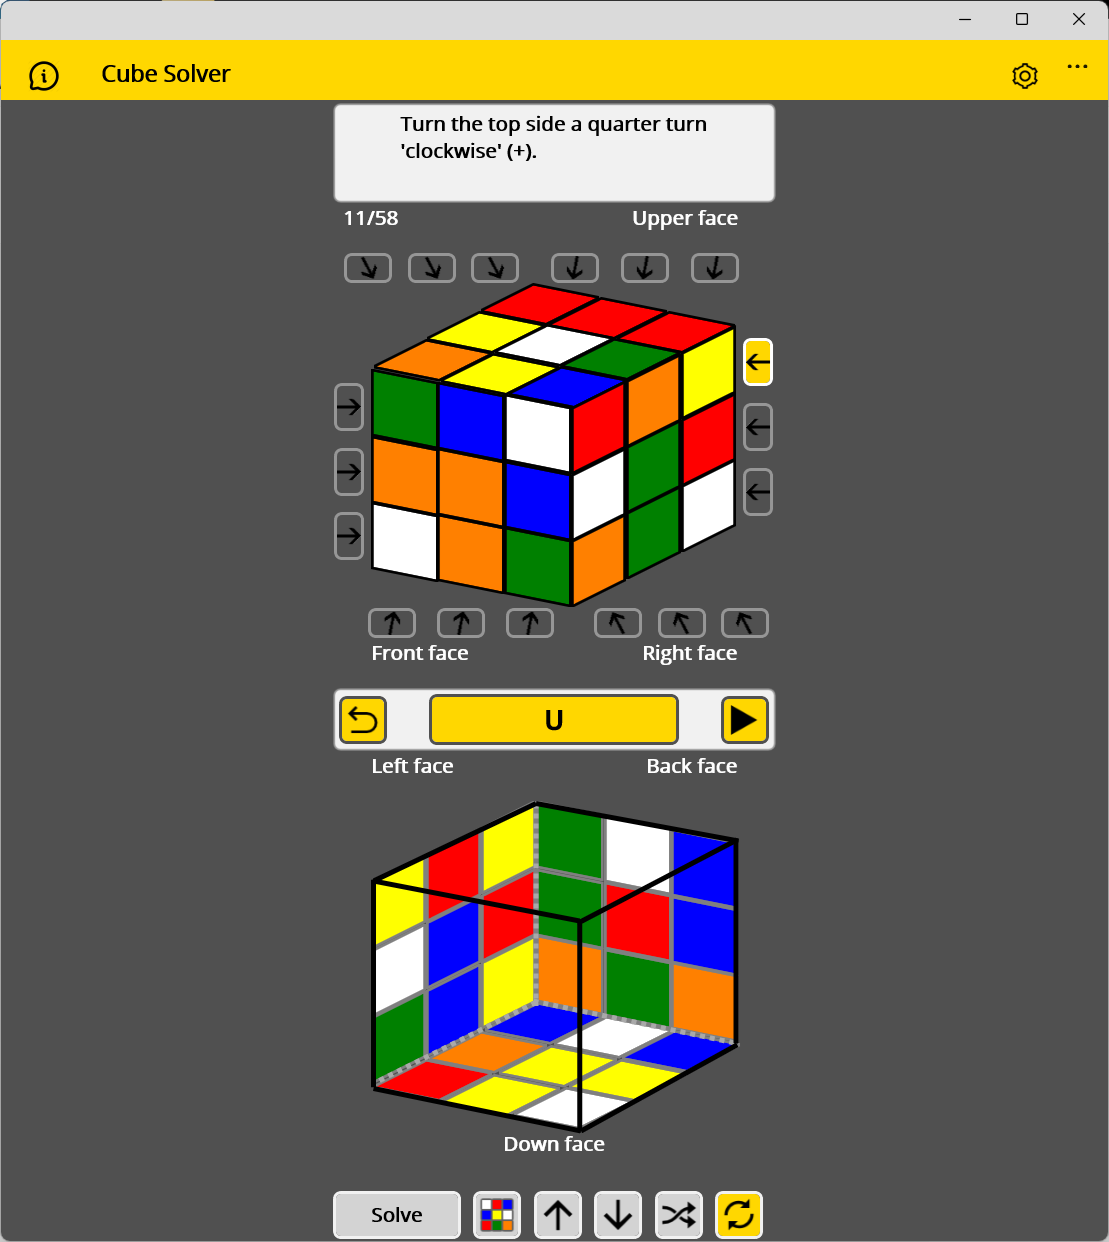 Cube Solver
Turn the top side a quarter turn
'clockwise' (+).
11/58 Upper face
Front face Right face
U
Left face Back face
Down face
Solve